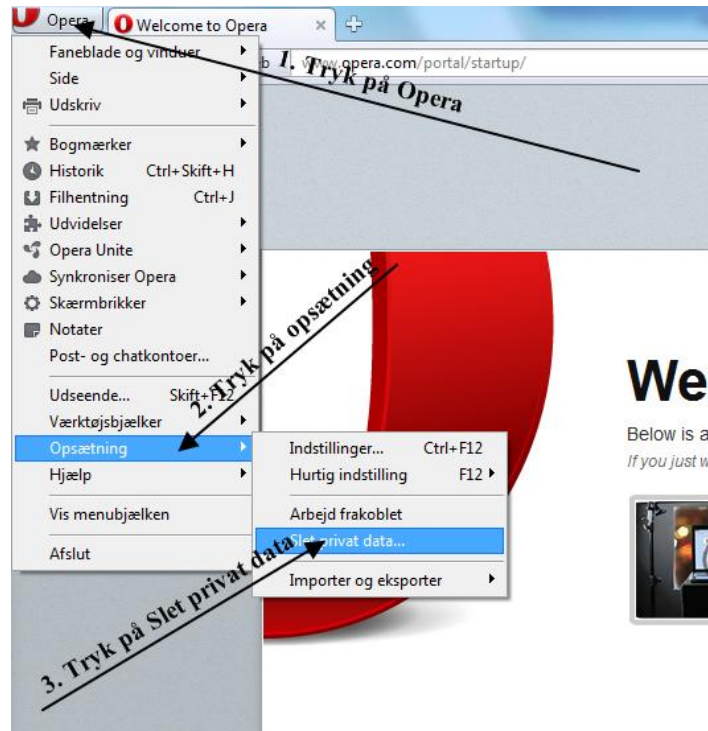 Opera
Welcome to Opera
1. Tryk på Opera
www.opera.com/portal/startup/
Faneblade og vinduer
Side
Udskriv
Bogmærker
Historik Ctrl+Skift+H
Filhentning Ctrl+J
Udvidelser
Opera Unite
Synkroniser Opera
Skærmbrikker
Notater
Post- og chatkontoer...
2. Tryk på opsætning
Udseende... Skift+F12
Værktøjsbjælker
Opsætning
Hjælp
Vis menubjælken
Afslut
Indstillinger... Ctrl+F12
Hurtig indstilling F12
Arbejd frakoblet
Slet privat data...
Importer og eksporter
3. Tryk på Slet privat data
We
Below is a
If you just w